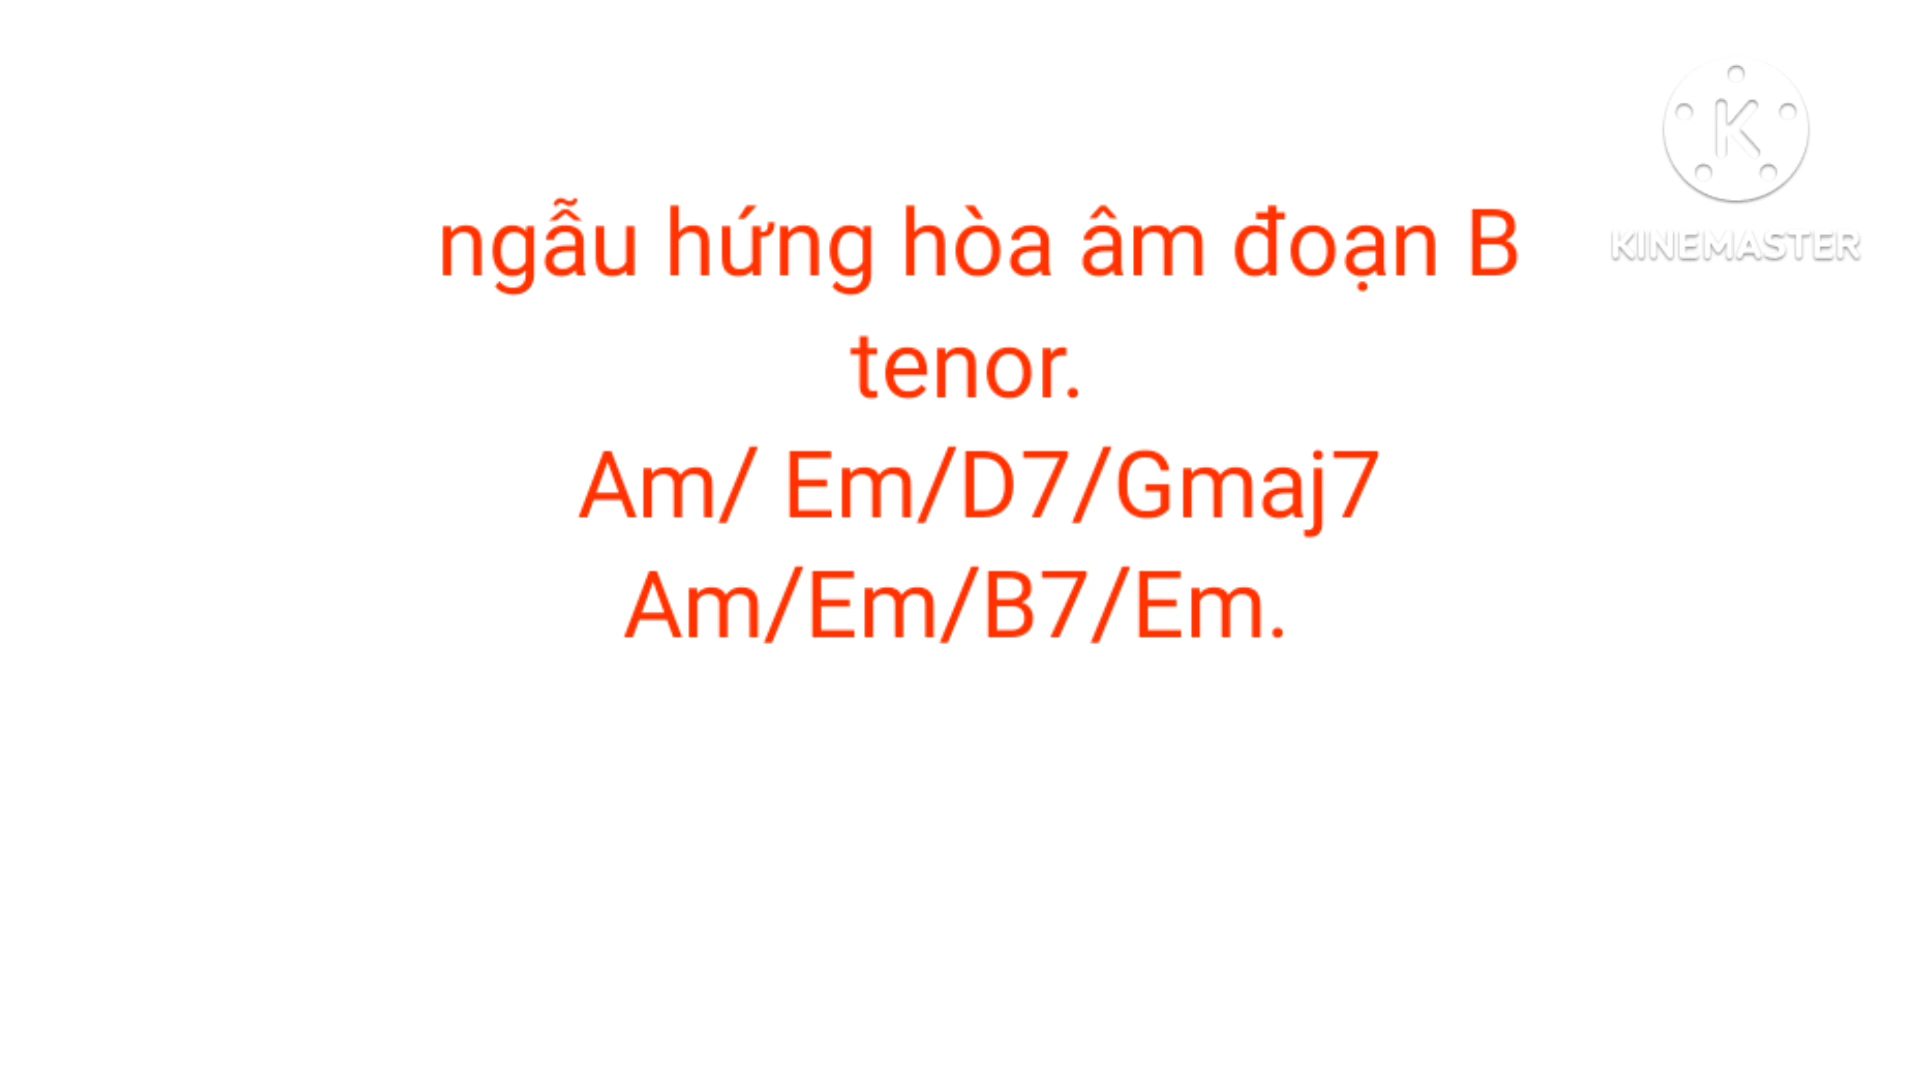 K
KINEMASTER
ngẫu hứng hòa âm đoạn B
tenor.
Am/ Em/D7/Gmaj7
Am/Em/B7/Em.